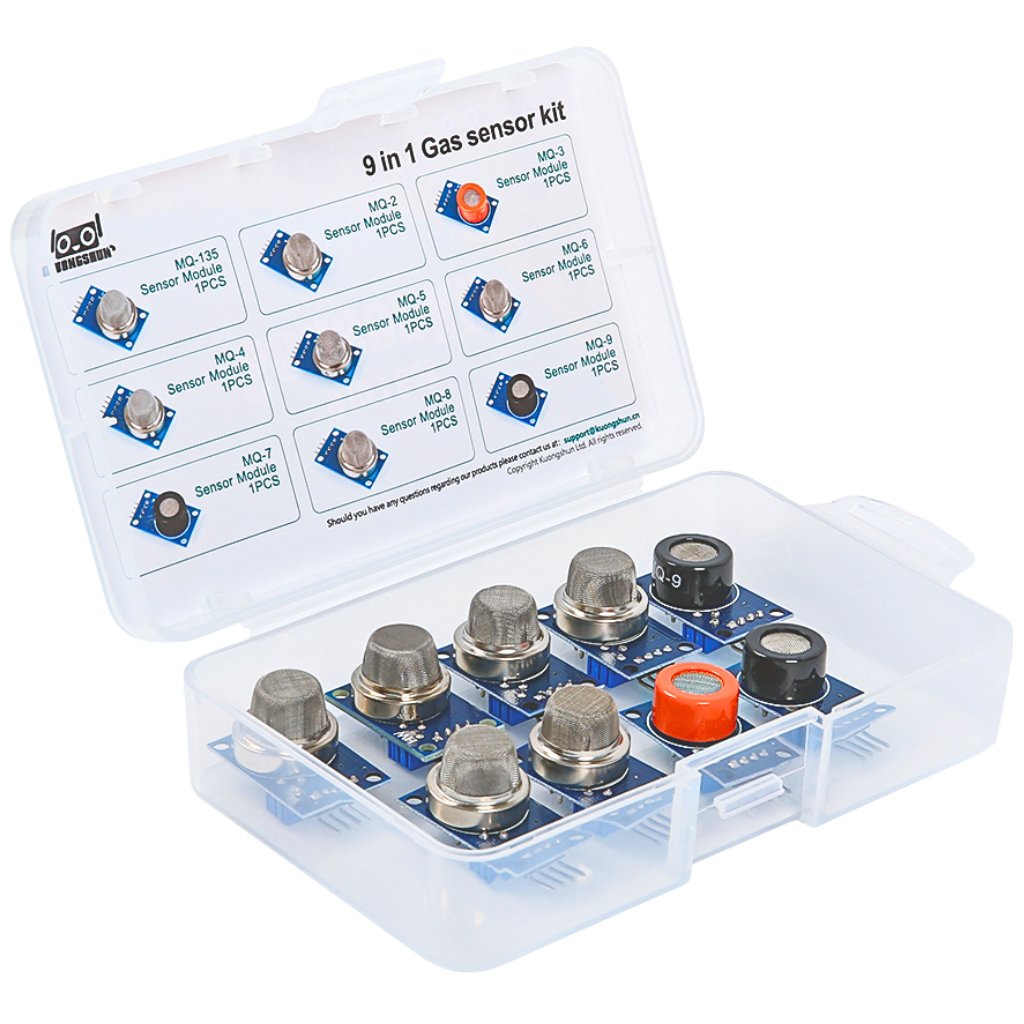 9 in 1 Gas sensor kit
KUONGSHUN
MQ-135
Sensor Module
1PCS
MQ-2
Sensor Module
1PCS
MQ-3
Sensor Module
1PCS
MQ-4
Sensor Module
1PCS
MQ-5
Sensor Module
1PCS
MQ-6
Sensor Module
1PCS
MQ-7
Sensor Module
1PCS
MQ-8
Sensor Module
1PCS
MQ-9
Sensor Module
1PCS
Should you have any questions regarding our products please contact us at: support@kuongshun.cn
Copyright Kuongshun Ltd. All rights reserved.
Q-9